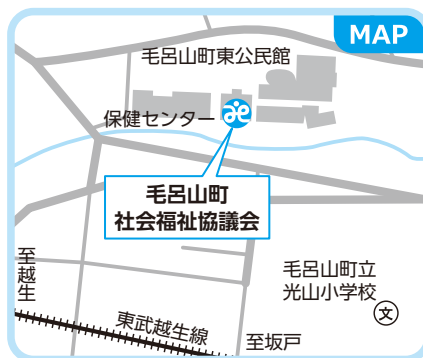 MAP
毛呂山町東公民館
保健センター
毛呂山町
社会福祉協議会
至越生
毛呂山町立
光山小学校
文
東武越生線
至坂戸